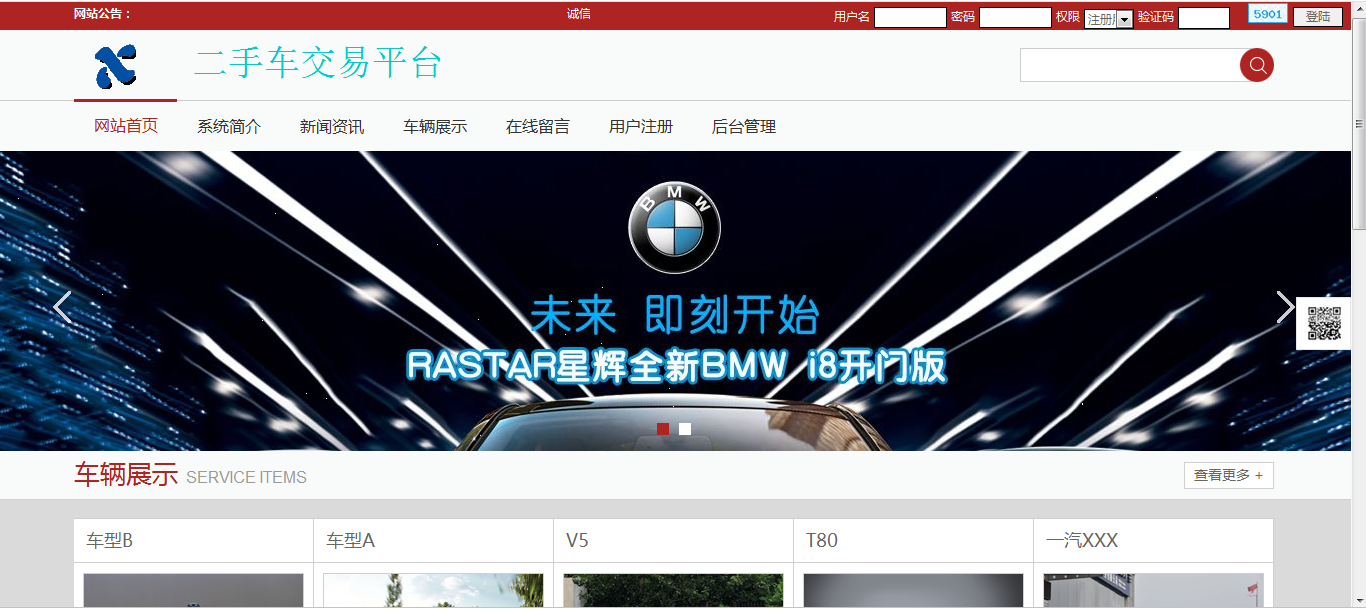 网站公告： 诚信 用户名 密码 权限 注册 验证码 5901 登陆
二手车交易平台
网站首页 系统简介 新闻资讯 车辆展示 在线留言 用户注册 后台管理
BMW
未来 即刻开始
RASTAR星辉全新BMW i8开门版
车辆展示 SERVICE ITEMS 查看更多 +
车型B 车型A V5 T80 一汽XXX